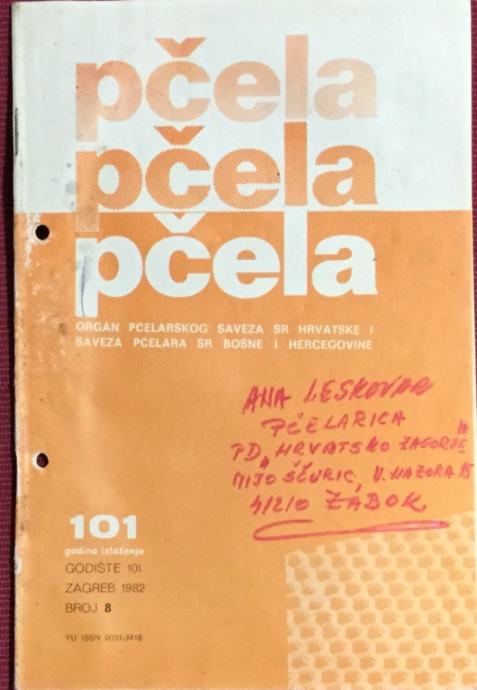 pčela
pčela
pčela
ORGAN PČELARSKOG SAVEZA SR HRVATSKE I
SAVEZA PČELARA SR BOSNE I HERCEGOVINE
ANA LESKOVAR
PČELARICA
PD „HRVATSKO ZAGORJE"
MIJO ŠČURIC, V. NAZORA 15
41210 ZABOK
101
godina izlaženja
GODIŠTE 101
ZAGREB 1982
BROJ 8
YU ISSN 0031-3416